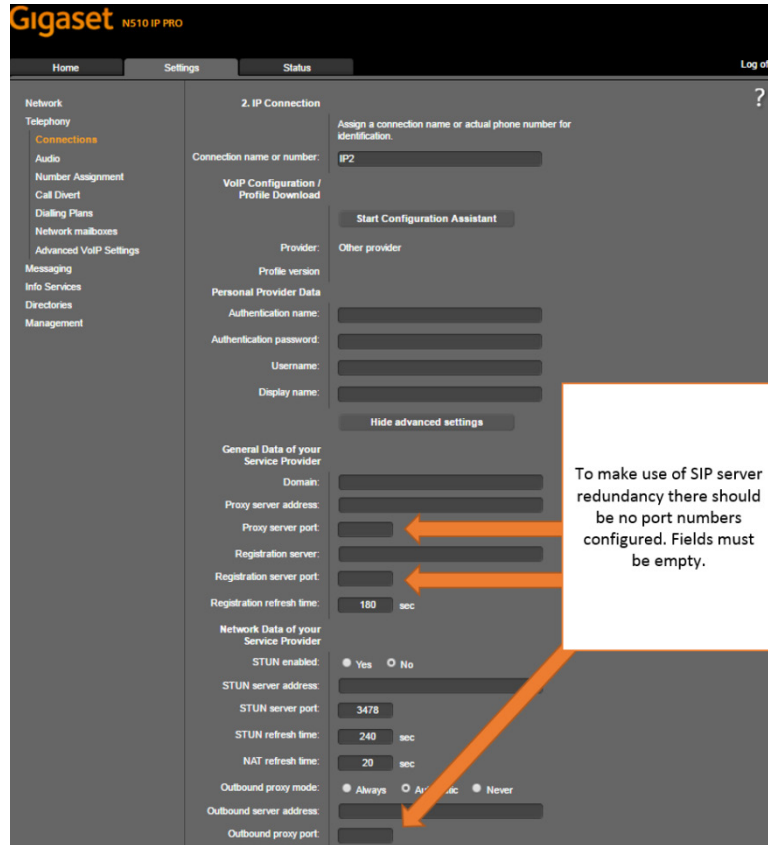 Gigaset N510 IP PRO
Home Settings Status Log of
?
Network
Telephony
Connections
Audio
Number Assignment
Call Divert
Dialling Plans
Network mailboxes
Advanced VoIP Settings
Messaging
Info Services
Directories
Management
2. IP Connection
Assign a connection name or actual phone number for
identification.
Connection name or number: IP2
VoIP Configuration /
Profile Download
Start Configuration Assistant
Provider: Other provider
Profile version
Personal Provider Data
Authentication name:
Authentication password:
Username:
Display name:
Hide advanced settings
General Data of your
Service Provider
Domain:
Proxy server address:
Proxy server port:
Registration server:
Registration server port:
Registration refresh time: 180 sec
Network Data of your
Service Provider
STUN enabled: Yes No
STUN server address:
STUN server port: 3478
STUN refresh time: 240 sec
NAT refresh time: 20 sec
Outbound proxy mode: Always Never
Outbound server address:
Outbound proxy port:
To make use of SIP server
redundancy there should
be no port numbers
configured. Fields must
be empty.